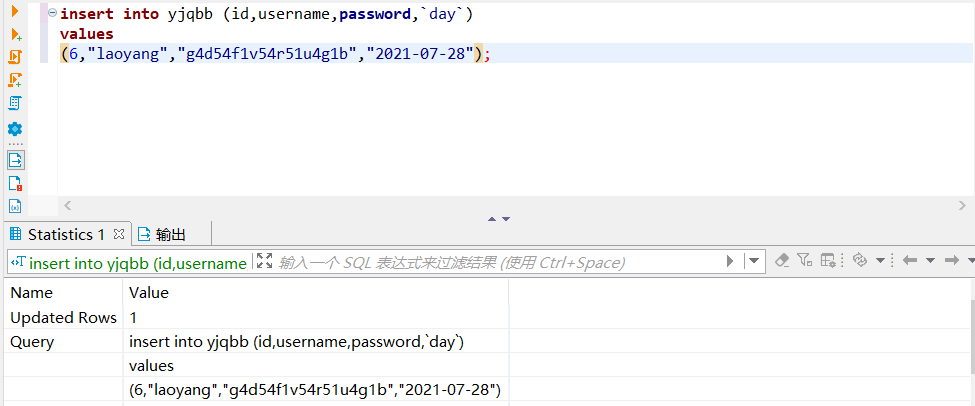 insert into yjqbb (id,username,password,`day`)
values
(6,"laoyang","g4d54f1v54r51u4g1b","2021-07-28");
Statistics 1
输出
insert into yjqbb (id,username
输入一个 SQL 表达式来过滤结果 (使用 Ctrl+Space)
Name Value
Updated Rows 1
Query insert into yjqbb (id,username,password,`day`)
values
(6,"laoyang","g4d54f1v54r51u4g1b","2021-07-28")